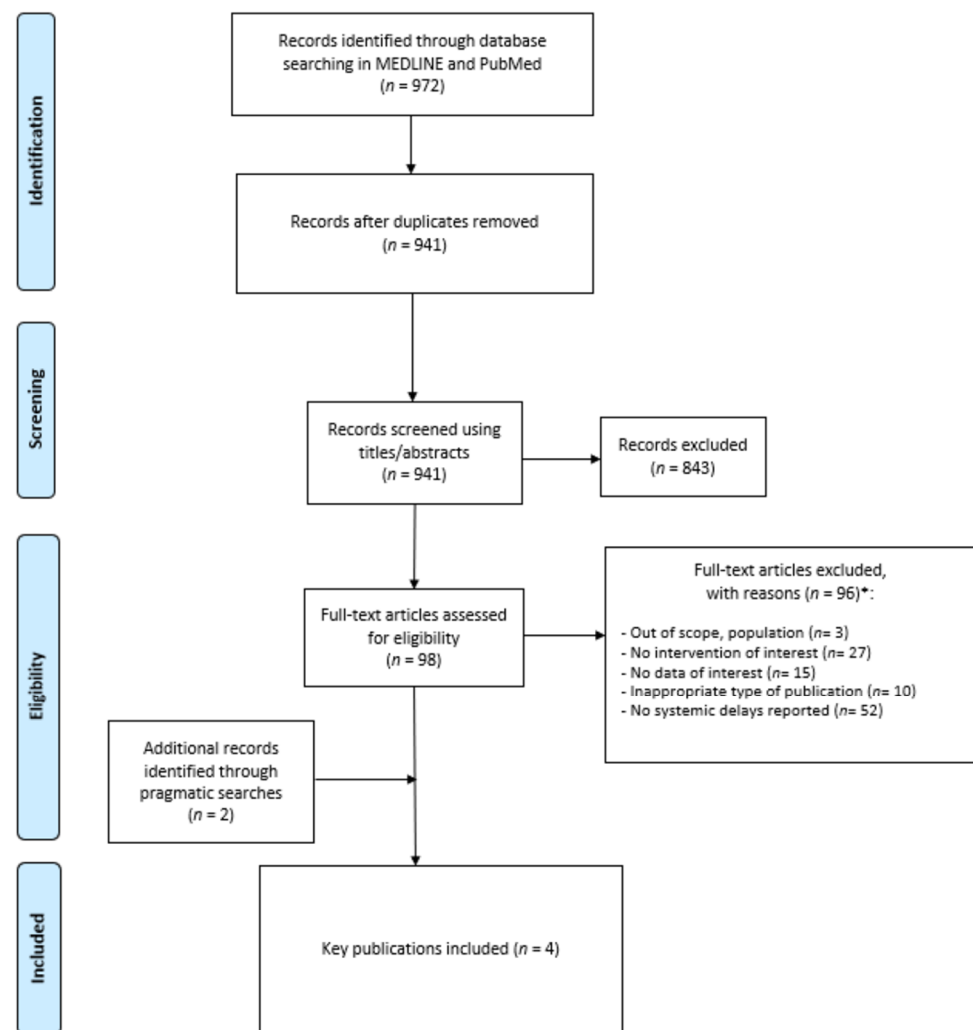 Identification
Records identified through database
searching in MEDLINE and PubMed
(n = 972)
Records after duplicates removed
(n = 941)
Screening
Records screened using
titles/abstracts
(n = 941)
Records excluded
(n = 843)
Eligibility
Full-text articles assessed
for eligibility
(n = 98)
Full-text articles excluded,
with reasons (n = 96)*:
- Out of scope, population (n= 3)
- No intervention of interest (n= 27)
- No data of interest (n= 15)
- Inappropriate type of publication (n= 10)
- No systemic delays reported (n= 52)
Additional records
identified through
pragmatic searches
(n = 2)
Included
Key publications included (n = 4)